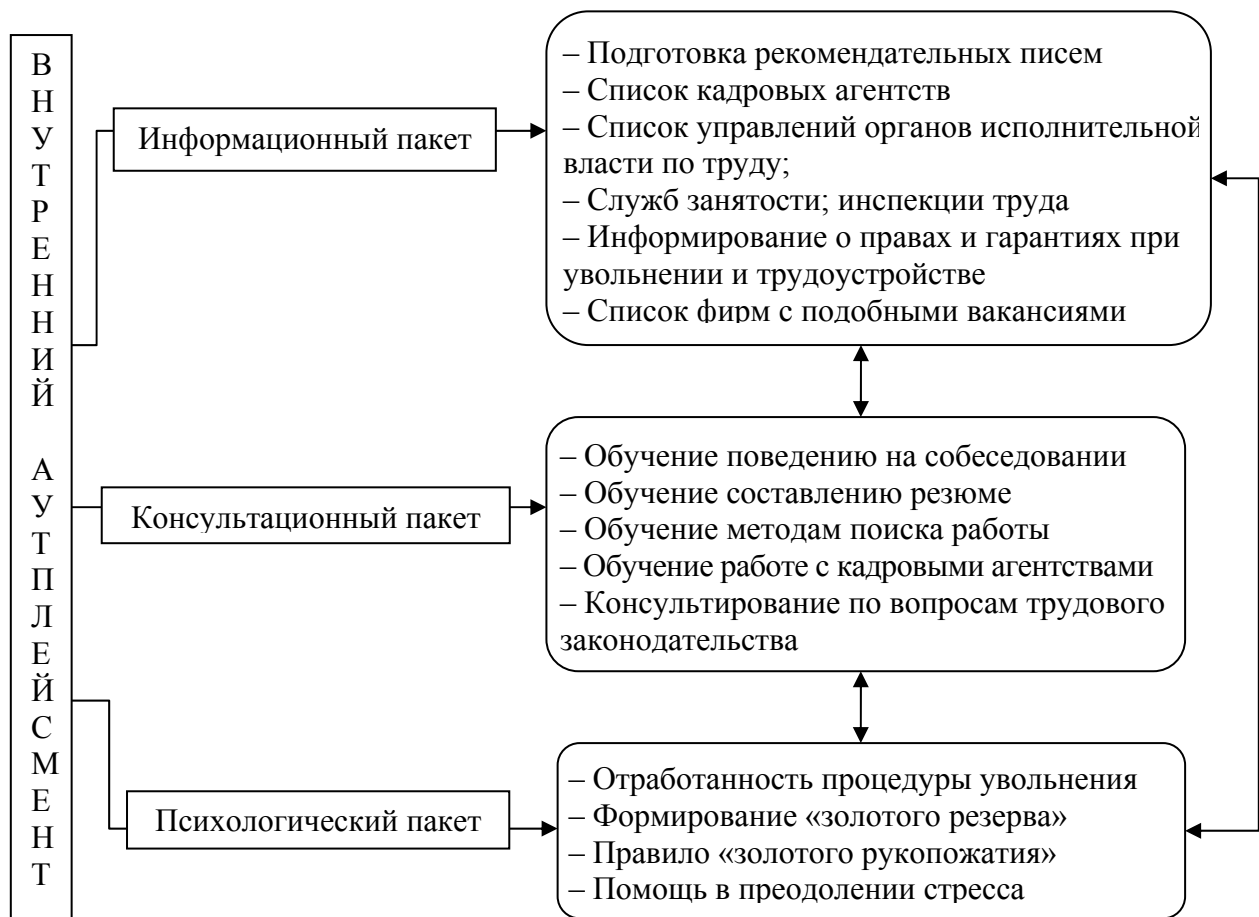 ВНУТРЕННИЙ АУТПЛЕЙСМЕНТ
Информационный пакет
– Подготовка рекомендательных писем
– Список кадровых агентств
– Список управлений органов исполнительной
власти по труду;
– Служб занятости; инспекции труда
– Информирование о правах и гарантиях при
увольнении и трудоустройстве
– Список фирм с подобными вакансиями
Консультационный пакет
– Обучение поведению на собеседовании
– Обучение составлению резюме
– Обучение методам поиска работы
– Обучение работе с кадровыми агентствами
– Консультирование по вопросам трудового
законодательства
Психологический пакет
– Отработанность процедуры увольнения
– Формирование «золотого резерва»
– Правило «золотого рукопожатия»
– Помощь в преодолении стресса